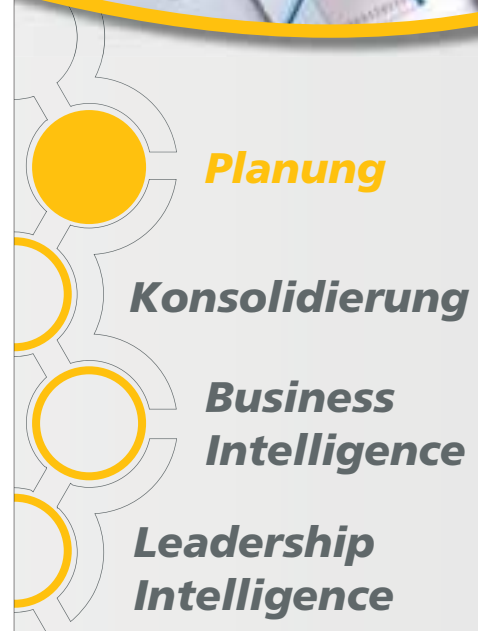 Planung
Konsolidierung
Business
Intelligence
Leadership
Intelligence